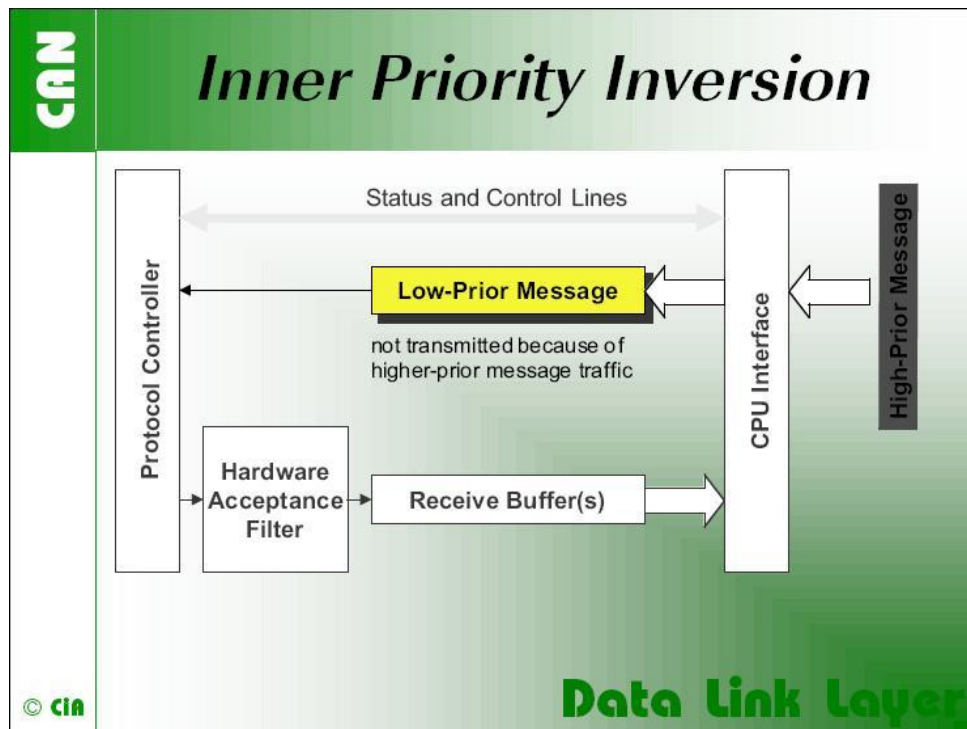 CAN
Inner Priority Inversion
Status and Control Lines
Protocol Controller
Low-Prior Message
not transmitted because of
higher-prior message traffic
CPU Interface
High-Prior Message
Hardware
Acceptance
Filter
Receive Buffer(s)
© CiA
Data Link Layer